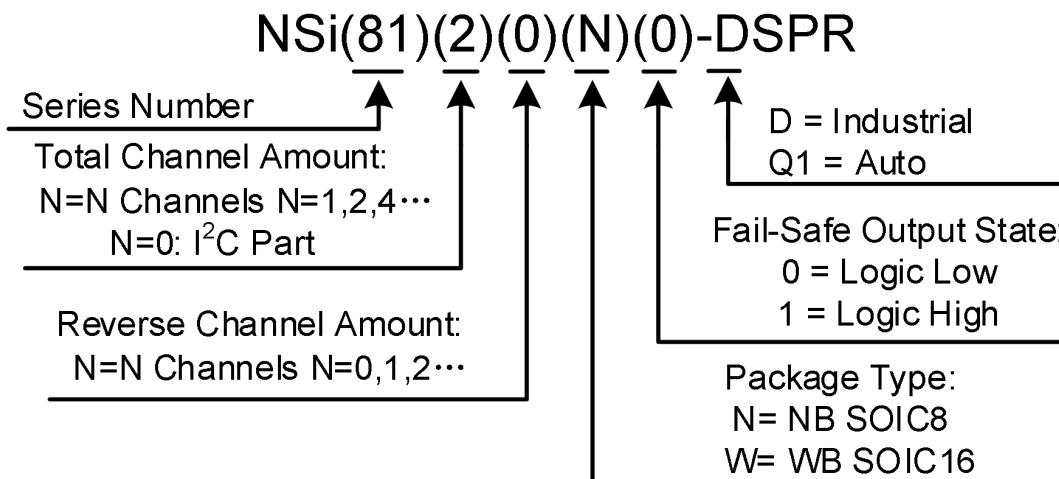 NSi(81)(2)(0)(N)(0)-DSPR
Series Number
Total Channel Amount:
N=N Channels N=1,2,4···
N=0: I²C Part
Reverse Channel Amount:
N=N Channels N=0,1,2···
D = Industrial
Q1 = Auto
Fail-Safe Output State:
0 = Logic Low
1 = Logic High
Package Type:
N= NB SOIC8
W= WB SOIC16